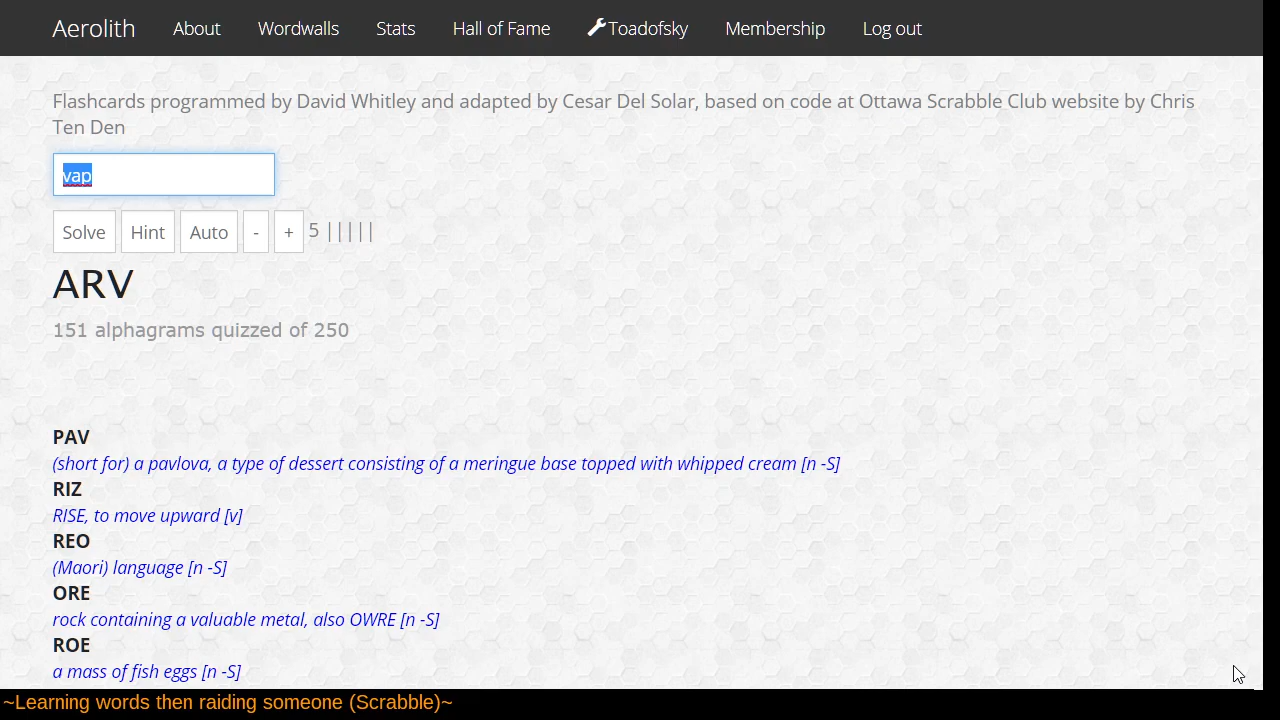 Aerolith About Wordwalls Stats Hall of Fame Toadofsky Membership Log out
Flashcards programmed by David Whitley and adapted by Cesar Del Solar, based on code at Ottawa Scrabble Club website by Chris
Ten Den
vap
Solve Hint Auto - + 5 |||||
ARV
151 alphagrams quizzed of 250
PAV
(short for) a pavlova, a type of dessert consisting of a meringue base topped with whipped cream [n -S]
RIZ
RISE, to move upward [v]
REO
(Maori) language [n -S]
ORE
rock containing a valuable metal, also OWRE [n -S]
ROE
a mass of fish eggs [n -S]
~Learning words then raiding someone (Scrabble)~